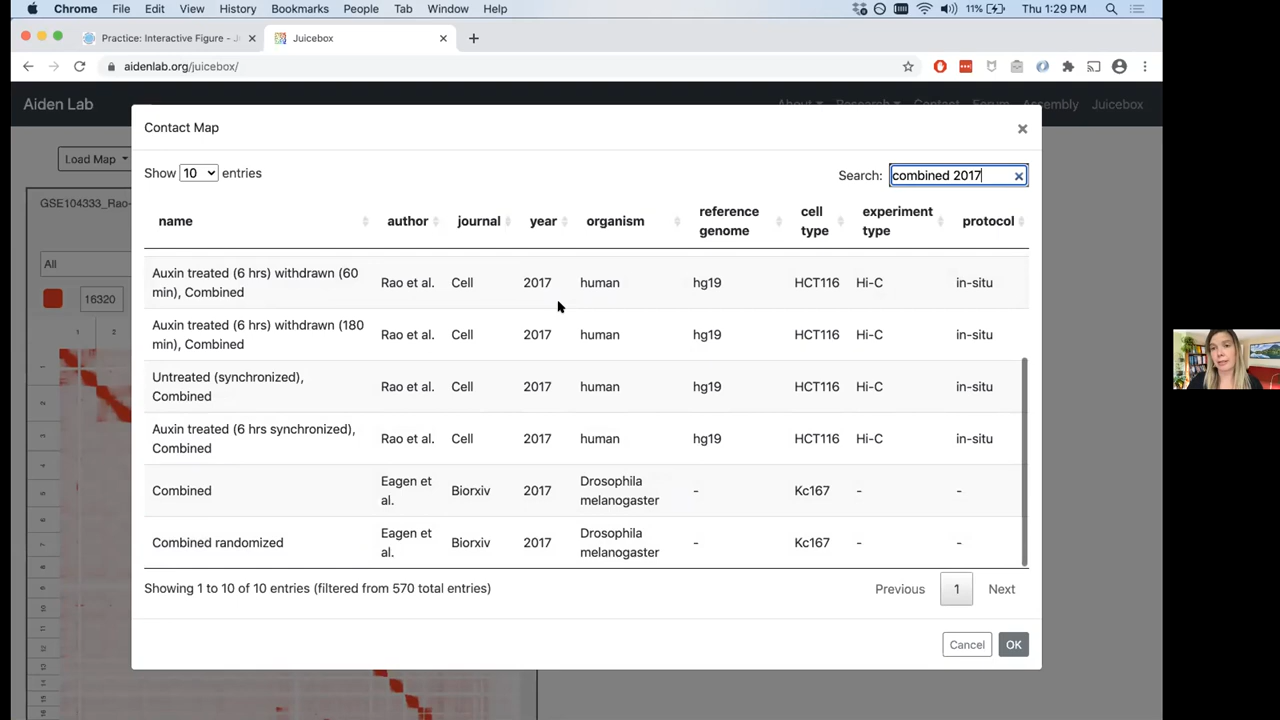 Chrome File Edit View History Bookmarks People Tab Window Help 11% Thu 1:29 PM
Practice: Interactive Figure - Juicebox
aidenlab.org/juicebox/
Aiden Lab About Research Contact Forum Assembly Juicebox
Contact Map
Load Map
Show 10 entries Search: combined 2017
GSE104333_Rao-
name author journal year organism reference genome cell type experiment type protocol
All
16320
Auxin treated (6 hrs) withdrawn (60
min), Combined
Rao et al. Cell 2017 human hg19 HCT116 Hi-C in-situ
Auxin treated (6 hrs) withdrawn (180
min), Combined
Rao et al. Cell 2017 human hg19 HCT116 Hi-C in-situ
Untreated (synchronized),
Combined
Rao et al. Cell 2017 human hg19 HCT116 Hi-C in-situ
Auxin treated (6 hrs synchronized),
Combined
Rao et al. Cell 2017 human hg19 HCT116 Hi-C in-situ
Combined
Eagen et
al.
Biorxiv 2017
Drosophila
melanogaster
- Kc167 - -
Combined randomized
Eagen et
al.
Biorxiv 2017
Drosophila
melanogaster
- Kc167 - -
Showing 1 to 10 of 10 entries (filtered from 570 total entries) Previous 1 Next
Cancel OK